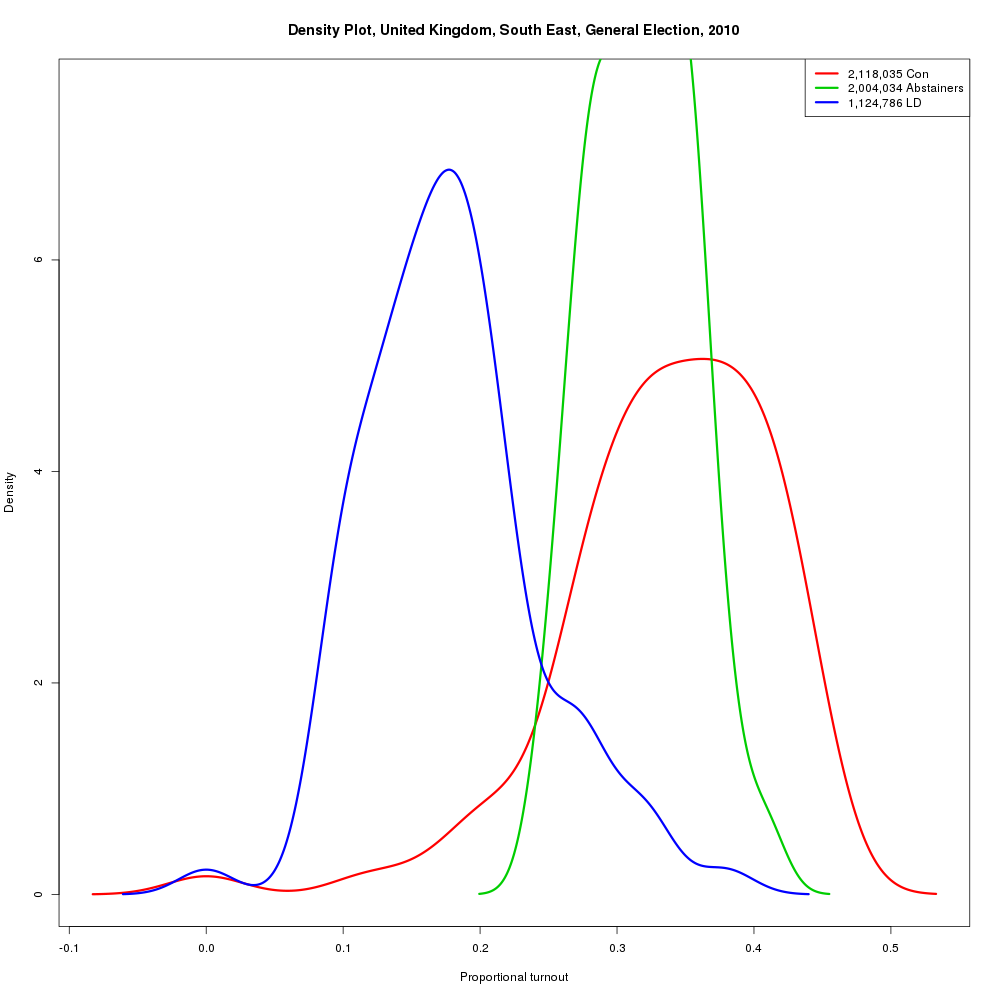 Density Plot, United Kingdom, South East, General Election, 2010
2,118,035 Con
2,004,034 Abstainers
1,124,786 LD
Density
6
4
2
0
-0.1
0.0
0.1
0.2
0.3
0.4
0.5
Proportional turnout